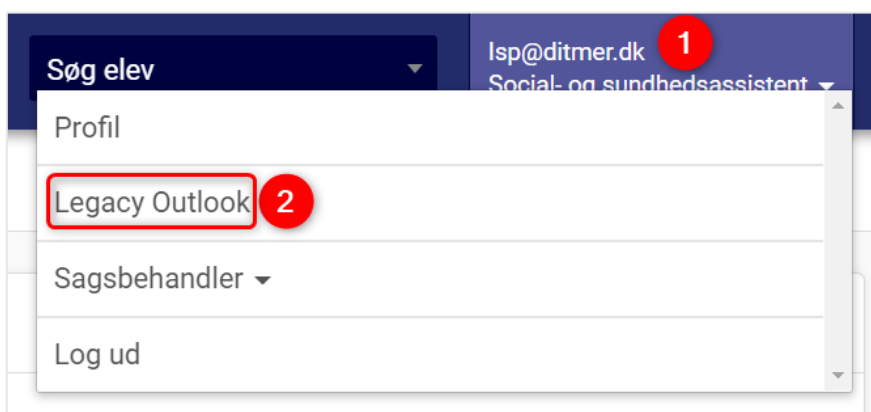 Søg elev
lsp@ditmer.dk
1
Social- og sundhedsassistent
Profil
Legacy Outlook
2
Sagsbehandler
Log ud